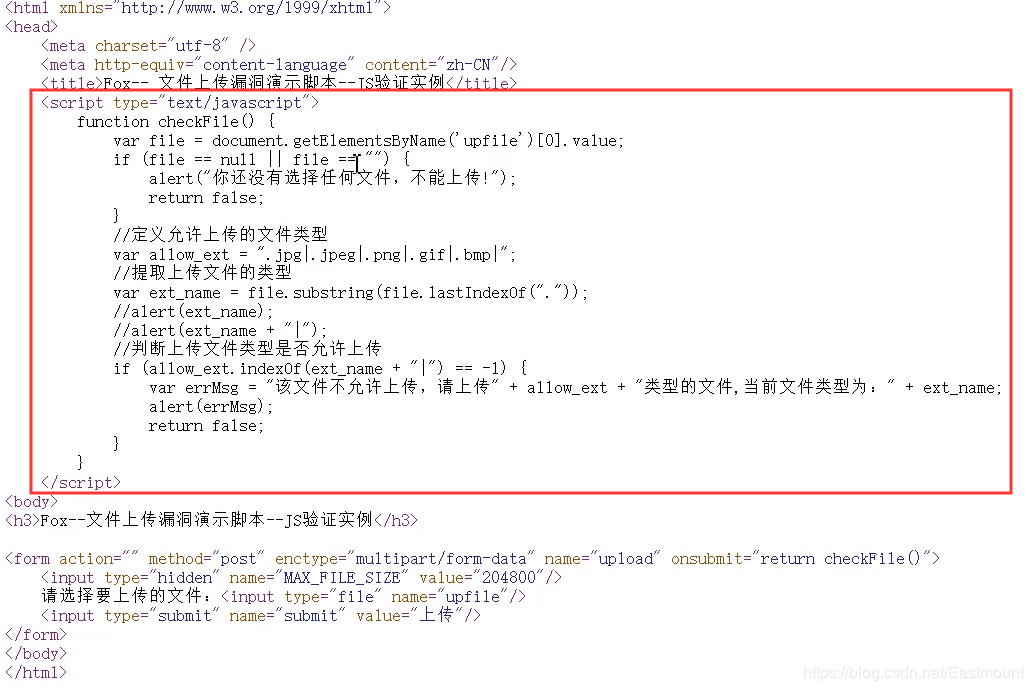 <html xmlns="http://www.w3.org/1999/xhtml">
<head>
    <meta charset="utf-8" />
    <meta http-equiv="content-language" content="zh-CN"/>
    <title>Fox-- 文件上传漏洞演示脚本--JS验证实例</title>
    <script type="text/javascript">
        function checkFile() {
            var file = document.getElementsByName('upfile')[0].value;
            if (file == null || file == "") {
                alert("你还没有选择任何文件，不能上传!");
                return false;
            }
            //定义允许上传的文件类型
            var allow_ext = ".jpg|.jpeg|.png|.gif|.bmp|";
            //提取上传文件的类型
            var ext_name = file.substring(file.lastIndexOf("."));
            //alert(ext_name);
            //alert(ext_name + "|");
            //判断上传文件类型是否允许上传
            if (allow_ext.indexOf(ext_name + "|") == -1) {
                var errMsg = "该文件不允许上传，请上传" + allow_ext + "类型的文件,当前文件类型为：" + ext_name;
                alert(errMsg);
                return false;
            }
        }
    </script>
<body>
<h3>Fox--文件上传漏洞演示脚本--JS验证实例</h3>
<form action="" method="post" enctype="multipart/form-data" name="upload" onsubmit="return checkFile()">
    <input type="hidden" name="MAX_FILE_SIZE" value="204800"/>
    请选择要上传的文件：<input type="file" name="upfile"/>
    <input type="submit" name="submit" value="上传"/>
</form>
</body>
</html>
https://blog.csdn.net/Eastmount